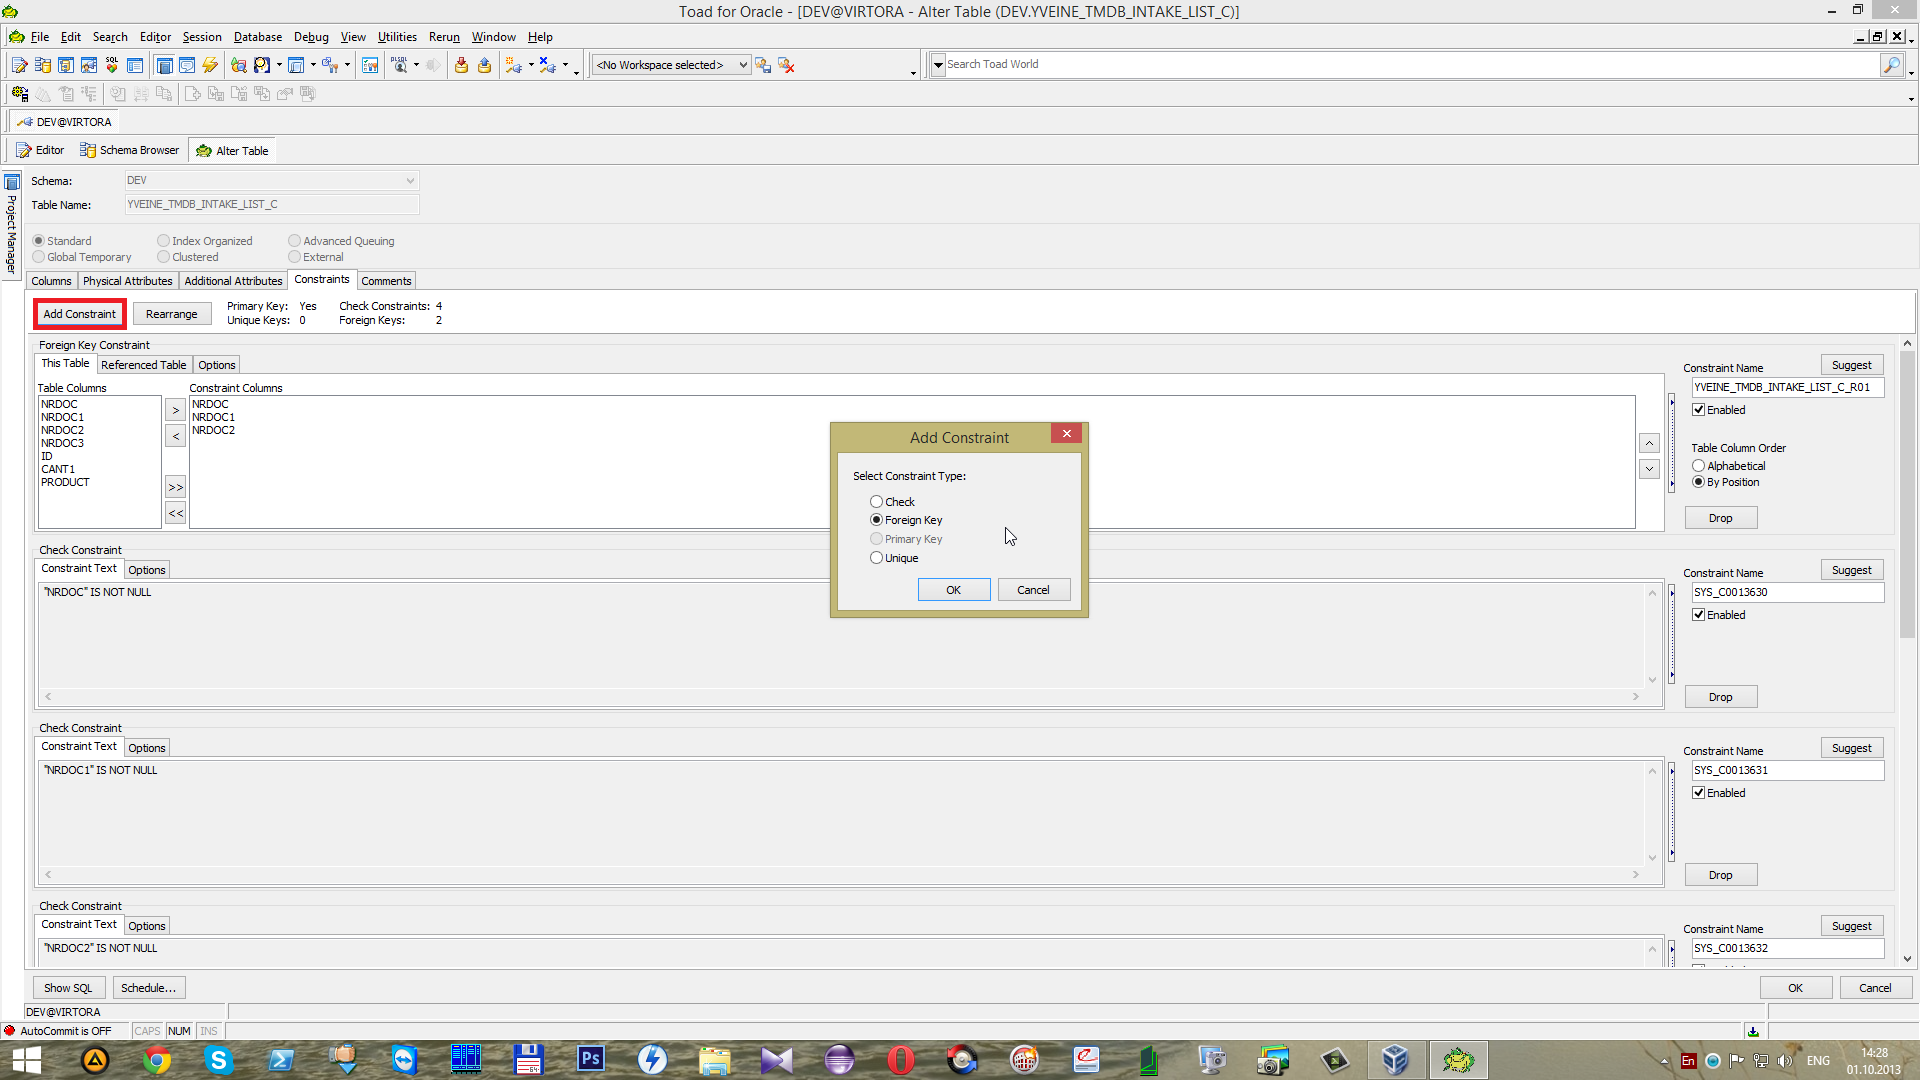 Toad for Oracle - [DEV@VIRTORA - Alter Table (DEV.YVEINE_TMDB_INTAKE_LIST_C)]
File Edit Search Editor Session Database Debug View Utilities Rerun Window Help
SQL
<No Workspace selected>
Search Toad World
DEV@VIRTORA
Editor Schema Browser Alter Table
Project Manager
Schema: DEV
Table Name: YVEINE_TMDB_INTAKE_LIST_C
Standard Index Organized Advanced Queuing
Global Temporary Clustered External
Columns Physical Attributes Additional Attributes Constraints Comments
Add Constraint Rearrange
Primary Key: Yes Check Constraints: 4
Unique Keys: 0 Foreign Keys: 2
Foreign Key Constraint
This Table Referenced Table Options
Table Columns Constraint Columns
NRDOC
NRDOC1
NRDOC2
NRDOC3
ID
CANT1
PRODUCT
>
<
>>
<<
NRDOC
NRDOC1
NRDOC2
Constraint Name Suggest
YVEINE_TMDB_INTAKE_LIST_C_R01
Enabled
Table Column Order
Alphabetical
By Position
Drop
Add Constraint
Select Constraint Type:
Check
Foreign Key
Primary Key
Unique
OK Cancel
Check Constraint
Constraint Text Options
"NRDOC" IS NOT NULL
Constraint Name Suggest
SYS_C0013630
Enabled
Drop
Check Constraint
Constraint Text Options
"NRDOC1" IS NOT NULL
Constraint Name Suggest
SYS_C0013631
Enabled
Drop
Check Constraint
Constraint Text Options
"NRDOC2" IS NOT NULL
Constraint Name Suggest
SYS_C0013632
Show SQL Schedule... OK Cancel
DEV@VIRTORA
AutoCommit is OFF CAPS NUM INS
Ps
64
En
ENG
14:28
01.10.2013